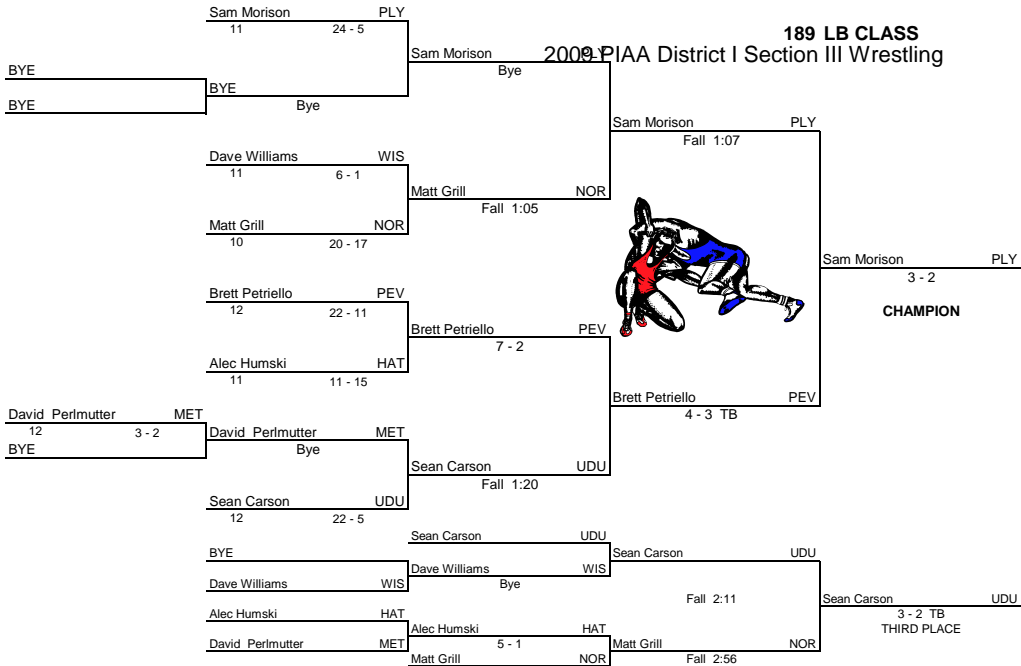 189 LB CLASS
2009 PIAA District I Section III Wrestling
Sam Morison PLY
11 24 - 5
Sam Morison PLY
Bye
BYE
BYE
Bye
BYE
Sam Morison PLY
Fall 1:07
Dave Williams WIS
11 6 - 1
Matt Grill NOR
Fall 1:05
Matt Grill NOR
10 20 - 17
Sam Morison PLY
3 - 2
CHAMPION
Brett Petriello PEV
12 22 - 11
Brett Petriello PEV
7 - 2
Alec Humski HAT
11 11 - 15
Brett Petriello PEV
4 - 3 TB
David Perlmutter MET
12 3 - 2
David Perlmutter MET
Bye
BYE
Sean Carson UDU
Fall 1:20
Sean Carson UDU
12 22 - 5
Sean Carson UDU
BYE
Sean Carson UDU
Dave Williams WIS
Bye
Dave Williams WIS
Fall 2:11
Sean Carson UDU
3 - 2 TB
THIRD PLACE
Alec Humski HAT
Alec Humski HAT
5 - 1
David Perlmutter MET
Matt Grill NOR
Fall 2:56
Matt Grill NOR